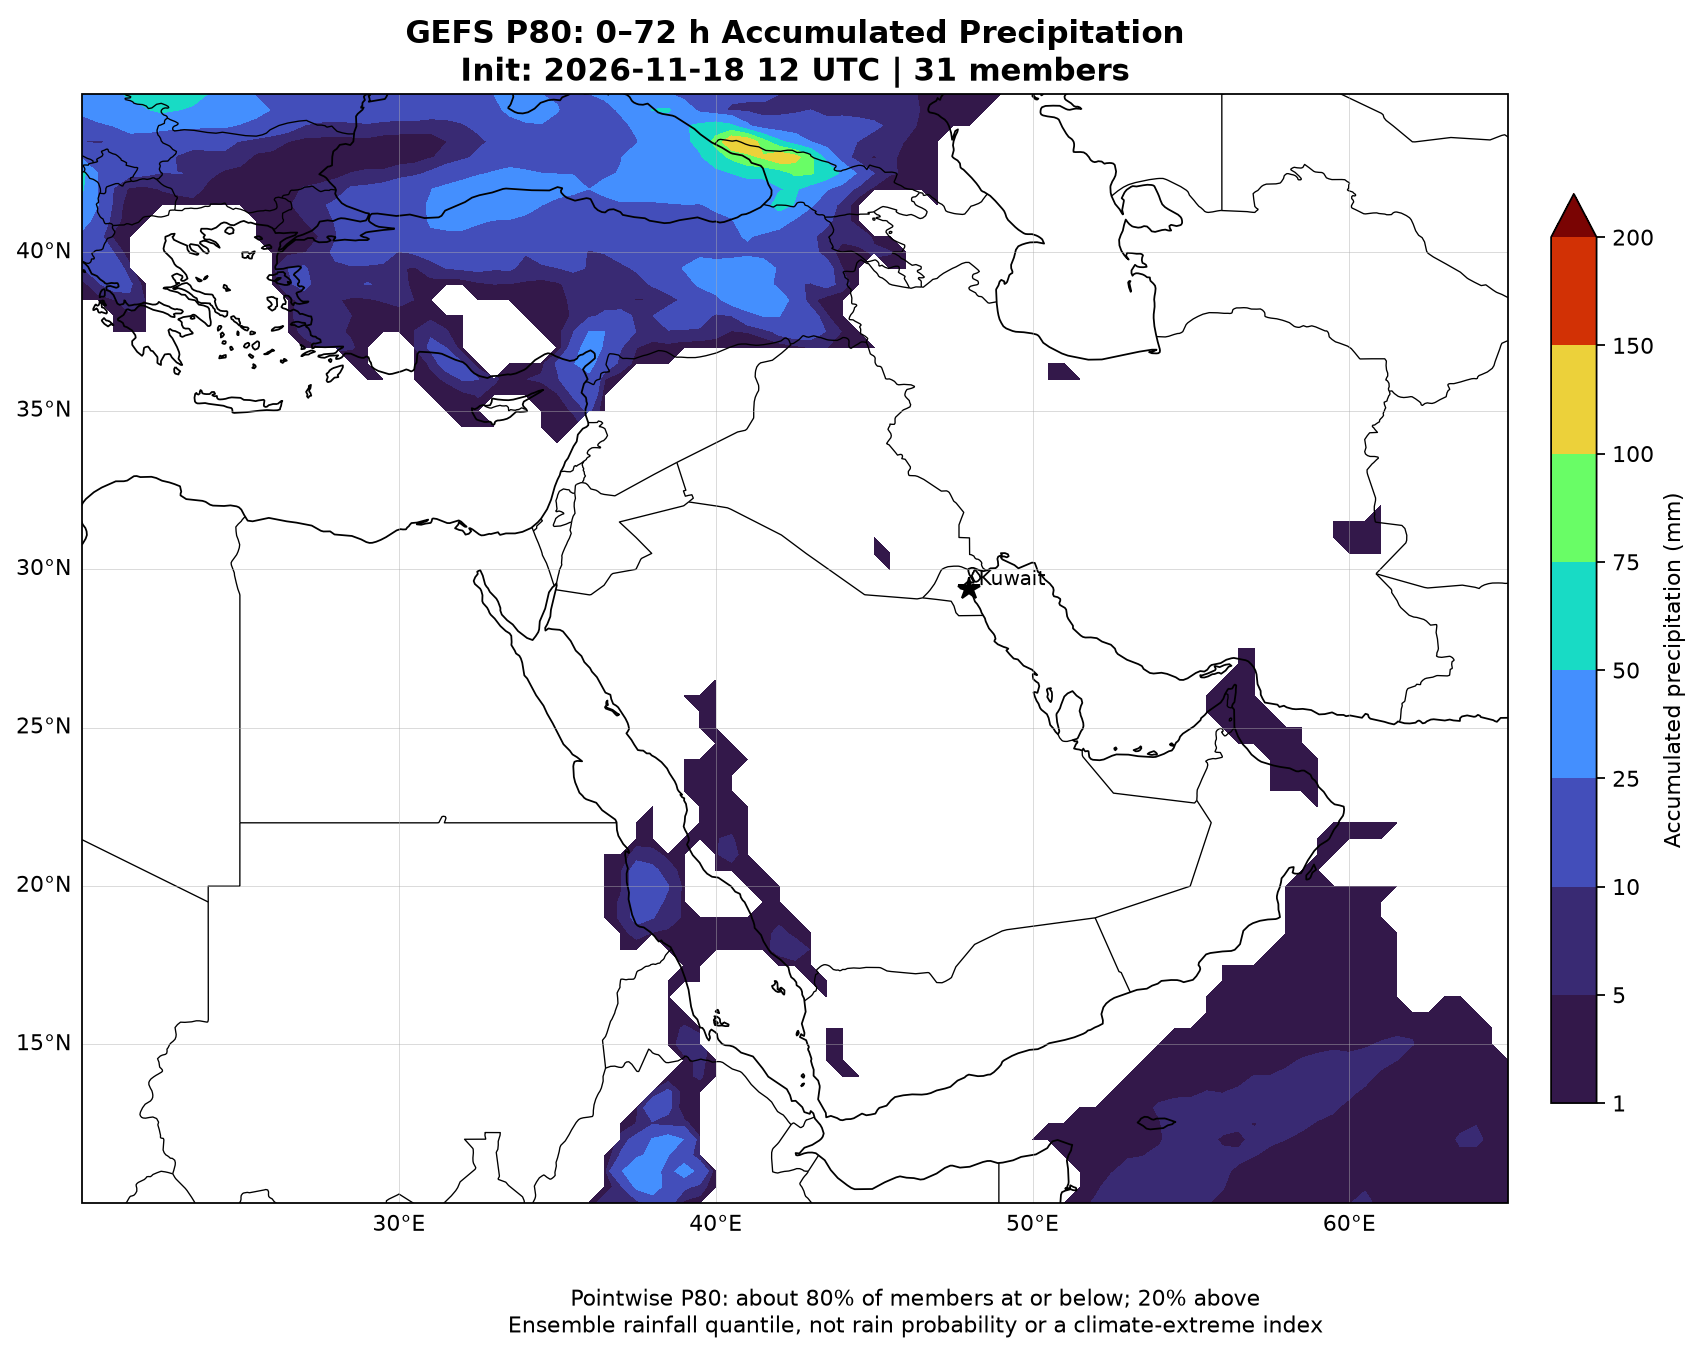 GEFS P80: 0–72 h Accumulated Precipitation
Init: 2026-11-18 12 UTC | 31 members
40°N
35°N
30°N
25°N
20°N
15°N
30°E
40°E
50°E
60°E
Kuwait
200
150
100
75
50
25
10
5
1
Accumulated precipitation (mm)
Pointwise P80: about 80% of members at or below; 20% above
Ensemble rainfall quantile, not rain probability or a climate-extreme index